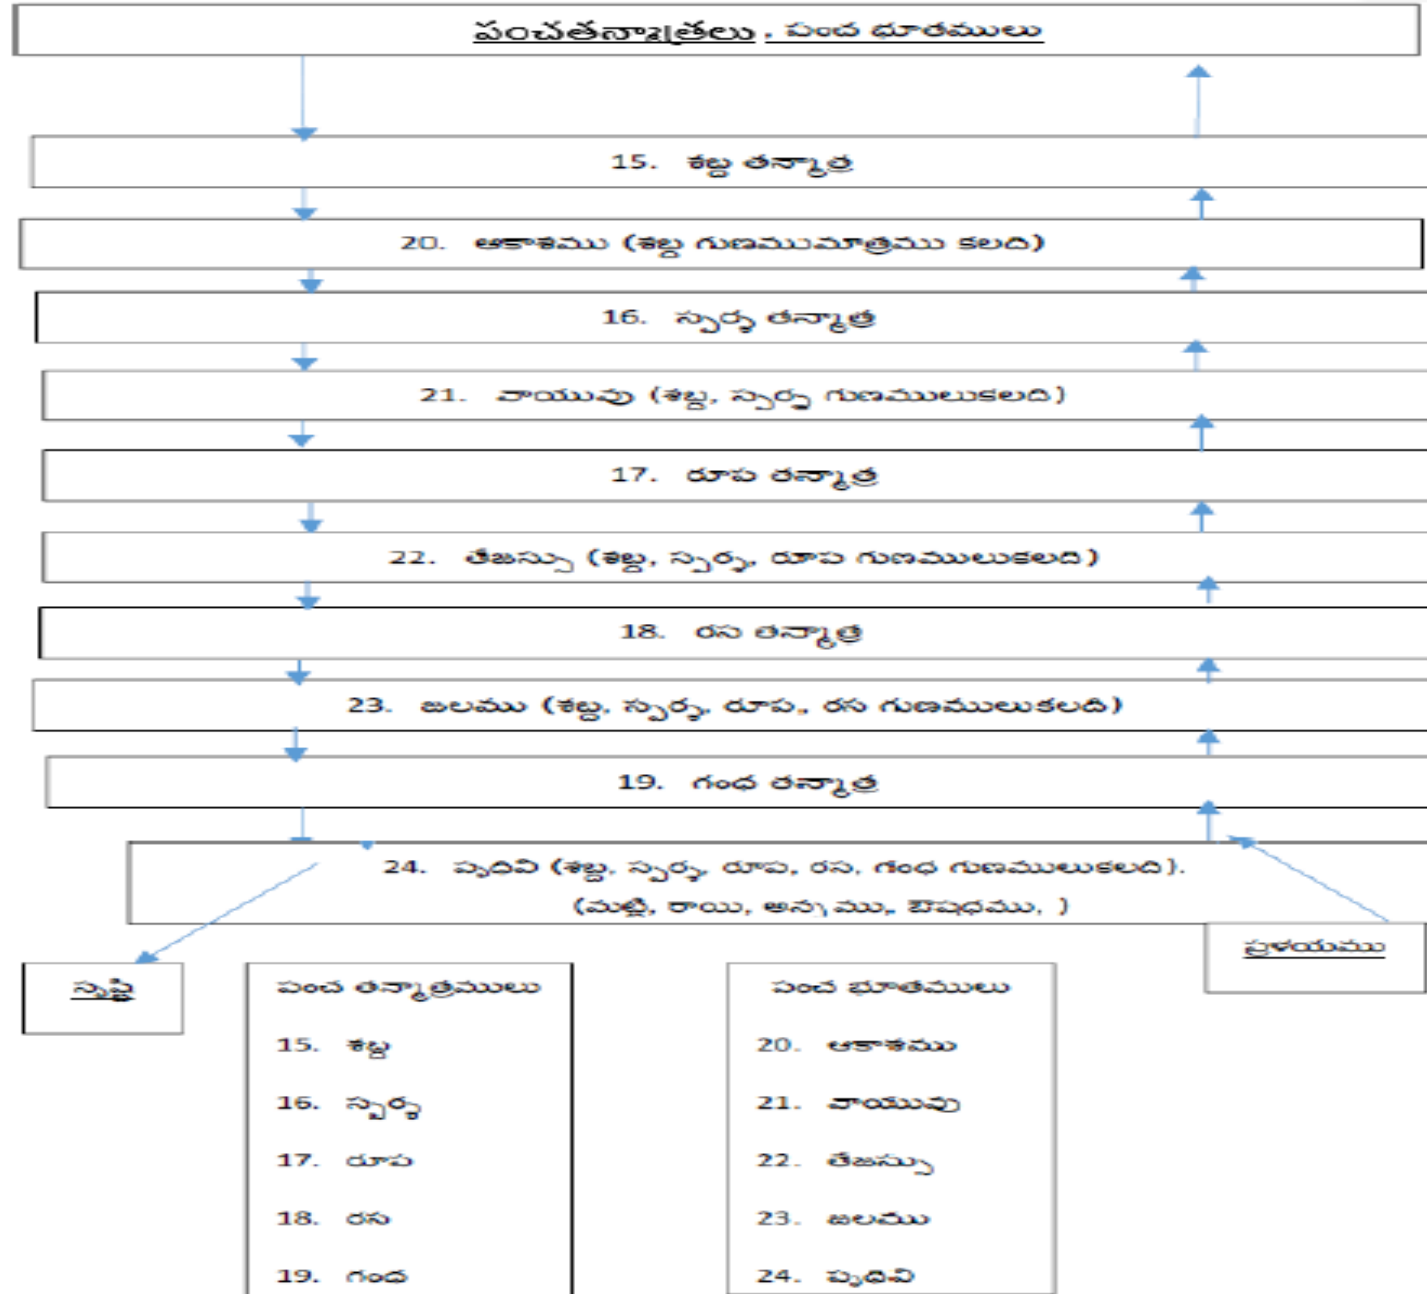 పంచతన్మాత్రతలు , పంచ భూతములు
15. శబ్ద తన్మాత్ర
20. ఆకాశము (శబ్ద గుణముమాత్రము కలది)
16. స్పర్శ తన్మాత్ర
21. వాయువు (శబ్ద, స్పర్శ గుణములుకలది)
17. రూప తన్మాత్ర
22. తేజస్సు (శబ్ద, స్పర్శ, రూప గుణములుకలది)
18. రస తన్మాత్ర
23. జలము (శబ్ద, స్పర్శ, రూప, రస గుణములుకలది)
19. గంధ తన్మాత్ర
24. పృధివి (శబ్ద, స్పర్శ, రూప, రస, గంధ గుణములుకలది).
(మట్టి, రాయి, అన్నము, ఔషధము, )
ప్రళయము
సృష్టి
పంచ తన్మాత్రములు
15. శబ్ద
16. స్పర్శ
17. రూప
18. రస
19. గంధ
పంచ భూతములు
20. ఆకాశము
21. వాయువు
22. తేజస్సు
23. జలము
24. పృధివి